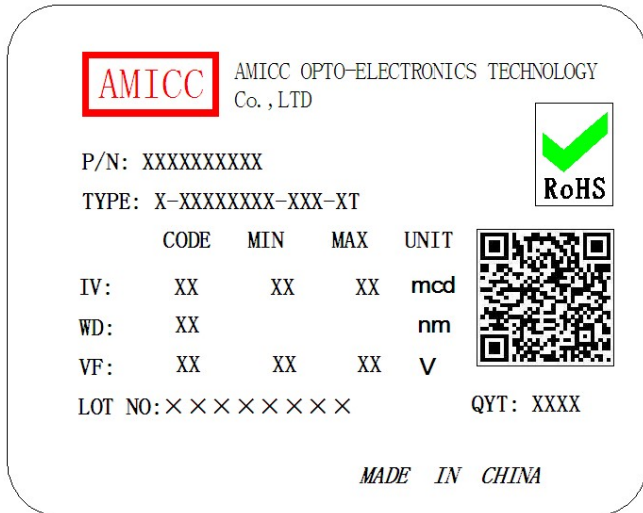 AMICC
AMICC OPTO-ELECTRONICS TECHNOLOGY
Co.,LTD
P/N: XXXXXXXXXX
RoHS
TYPE: X-XXXXXXXX-XXX-XT
CODE MIN MAX UNIT
IV: XX XX XX mcd
WD: XX nm
VF: XX XX XX V
LOT NO:×××××××× QYT: XXXX
MADE IN CHINA